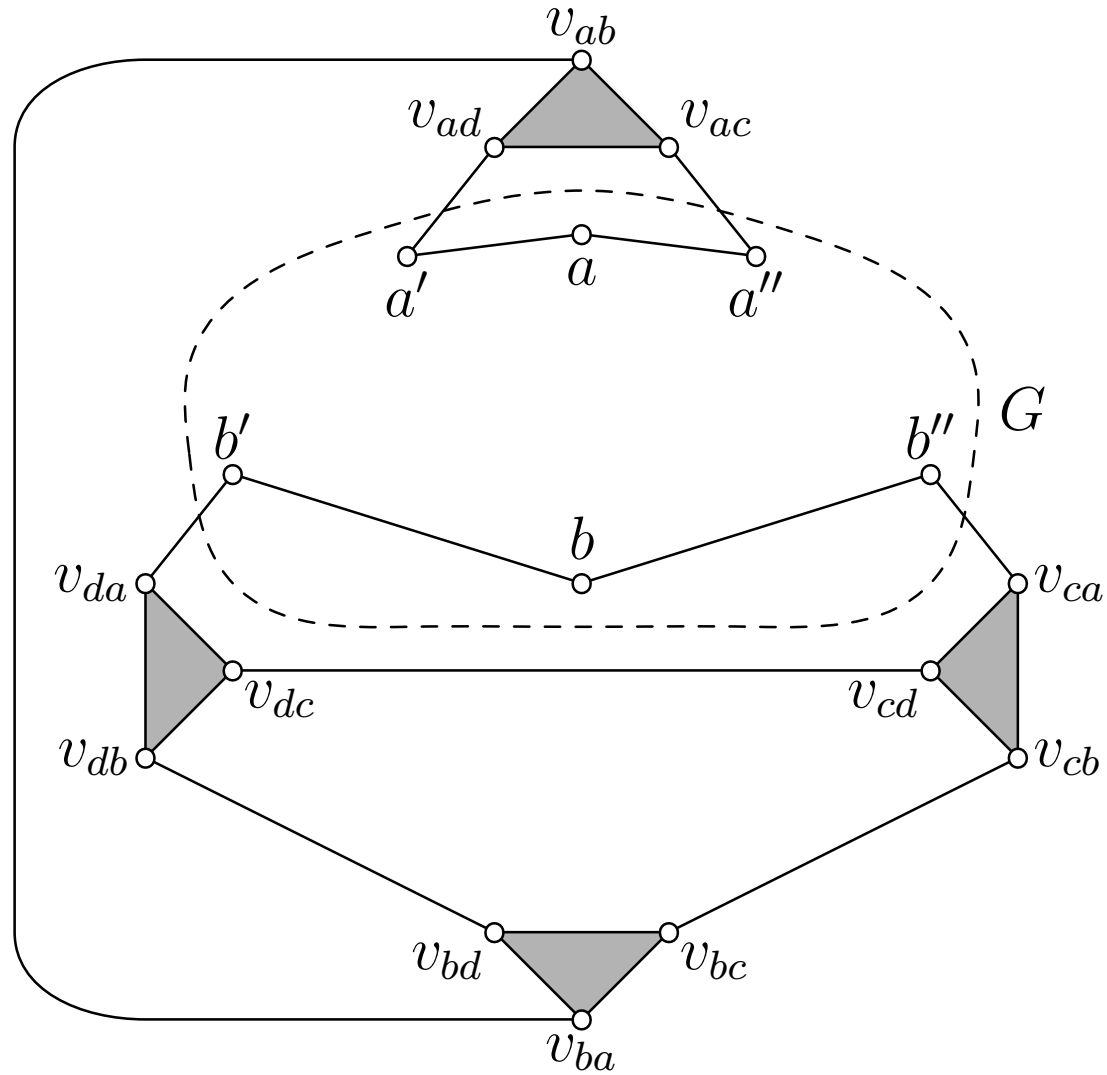 v_{ab}
v_{ad} v_{ac}
a' a a''
G
b' b''
b
v_{da} v_{ca}
v_{dc} v_{cd}
v_{db} v_{cb}
v_{bd} v_{bc}
v_{ba}